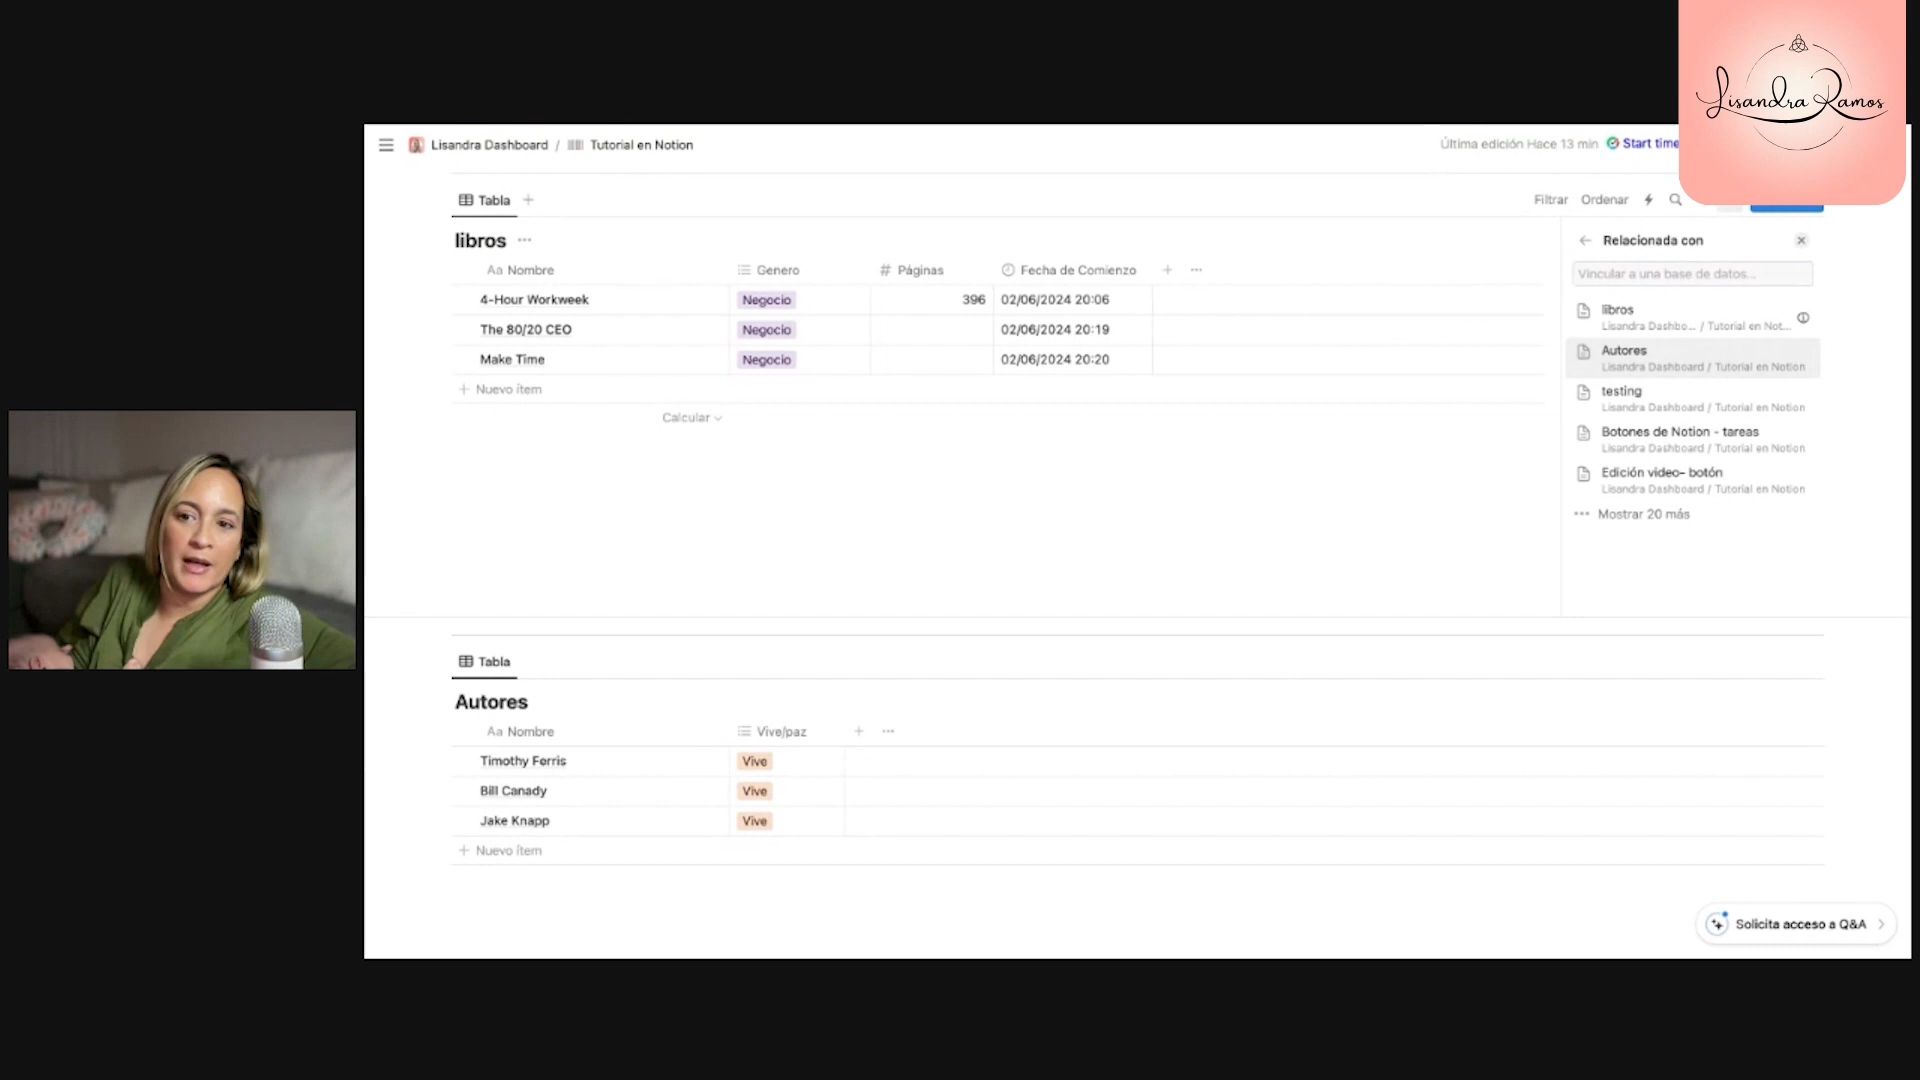 Lisandra Ramos
Lisandra Dashboard / Tutorial en Notion
Última edición Hace 13 min Start time
Tabla
Filtrar Ordenar
libros
Aa Nombre Genero # Páginas Fecha de Comienzo
4-Hour Workweek Negocio 396 02/06/2024 20:06
The 80/20 CEO Negocio 02/06/2024 20:19
Make Time Negocio 02/06/2024 20:20
+ Nuevo ítem
Calcular
Relacionada con
Vincular a una base de datos...
libros
Lisandra Dashbo... / Tutorial en Not...
Autores
Lisandra Dashboard / Tutorial en Notion
testing
Lisandra Dashboard / Tutorial en Notion
Botones de Notion - tareas
Lisandra Dashboard / Tutorial en Notion
Edición video- botón
Lisandra Dashboard / Tutorial en Notion
Mostrar 20 más
Tabla
Autores
Aa Nombre Vive/paz
Timothy Ferris Vive
Bill Canady Vive
Jake Knapp Vive
+ Nuevo ítem
Solicita acceso a Q&A